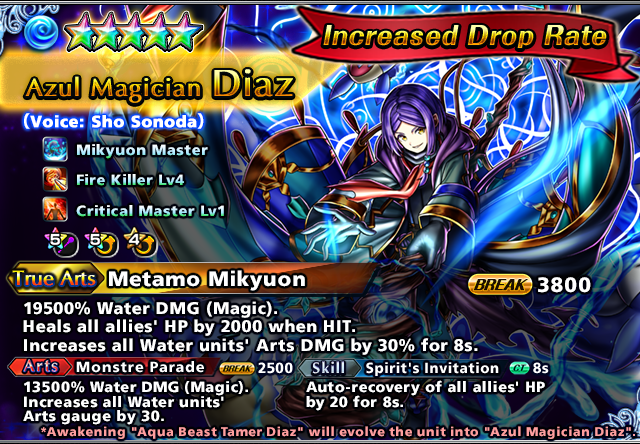 Increased Drop Rate
Azul Magician Diaz
(Voice: Sho Sonoda)
Mikyuon Master
Fire Killer Lv4
Critical Master Lv1
5 5 4
True Arts Metamo Mikyuon BREAK 3800
19500% Water DMG (Magic).
Heals all allies' HP by 2000 when HIT.
Increases all Water units' Arts DMG by 30% for 8s.
Arts Monstre Parade BREAK 2500
13500% Water DMG (Magic).
Increases all Water units'
Arts gauge by 30.
Skill Spirit's Invitation CT 8s
Auto-recovery of all allies' HP
by 20 for 8s.
*Awakening "Aqua Beast Tamer Diaz" will evolve the unit into "Azul Magician Diaz".